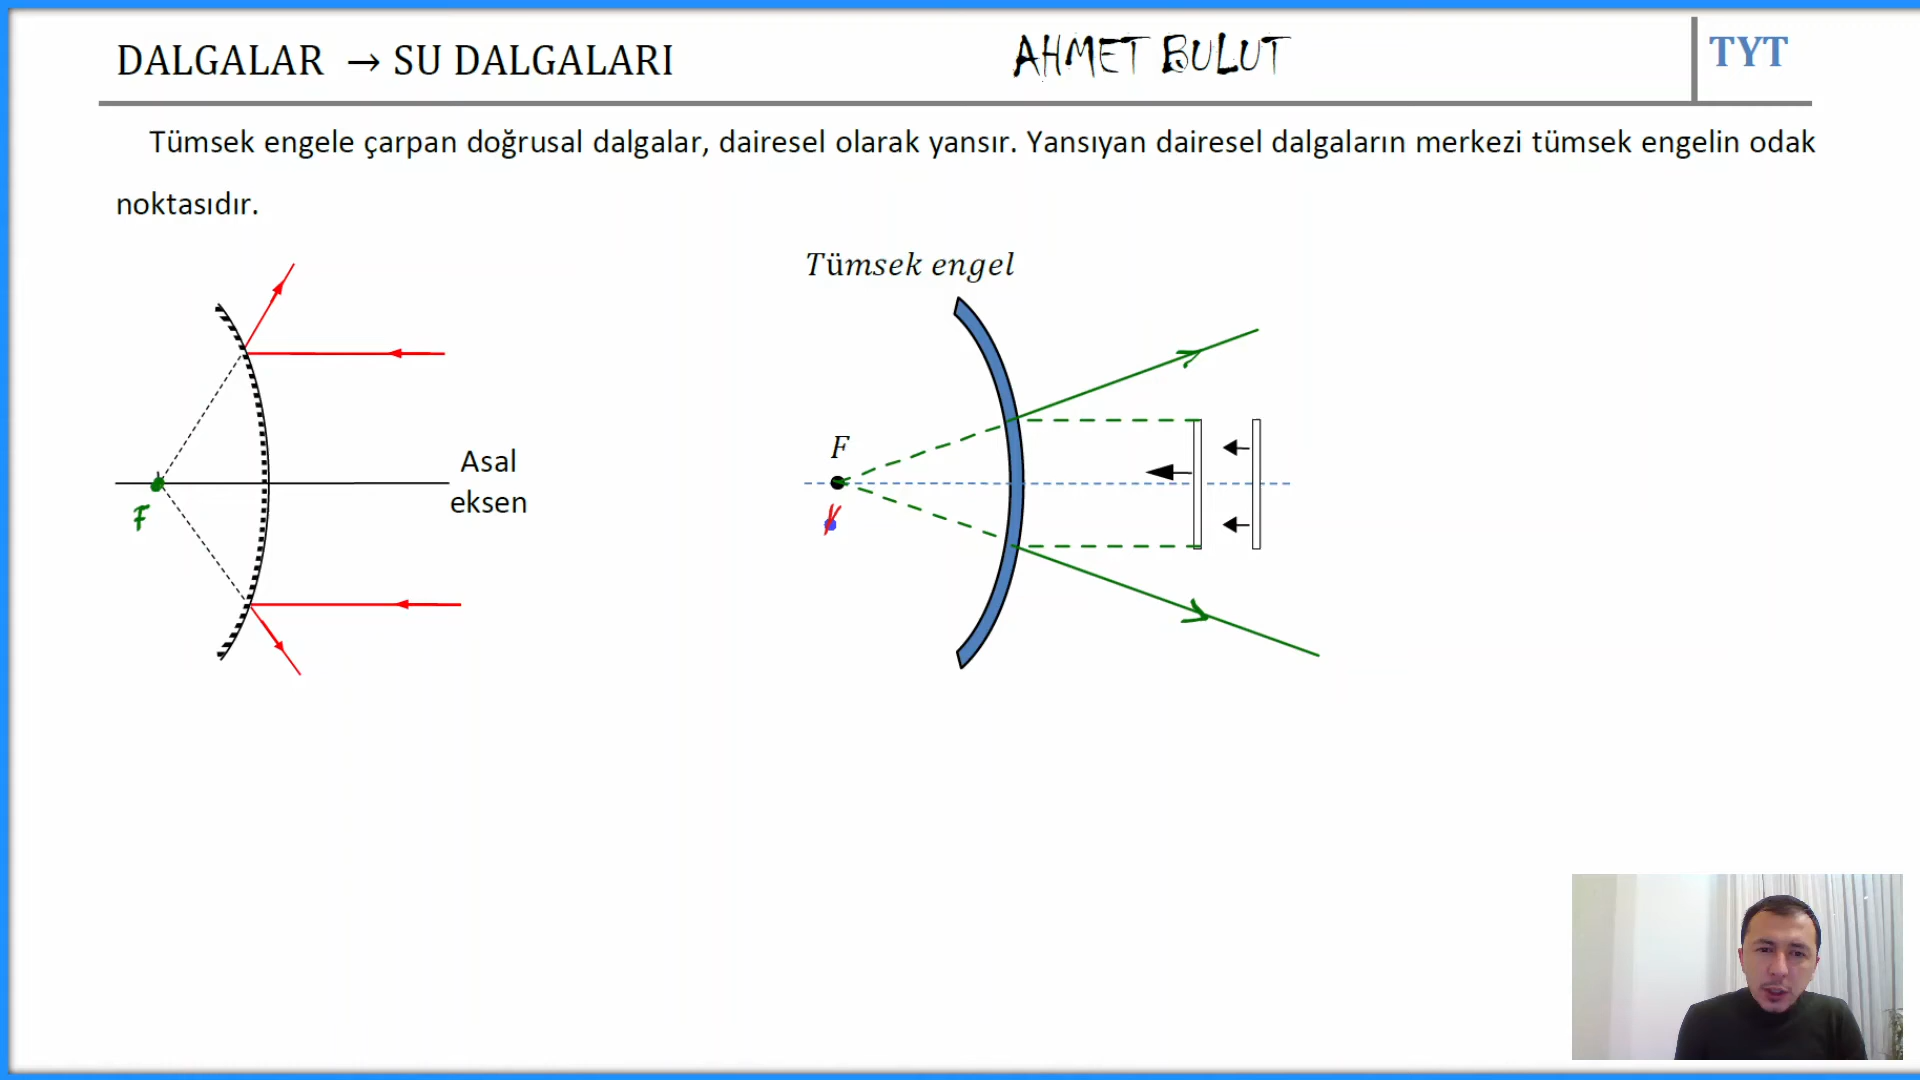 DALGALAR → SU DALGALARI
AHMET BULUT
TYT
Tümsek engele çarpan doğrusal dalgalar, dairesel olarak yansır. Yansıyan dairesel dalgaların merkezi tümsek engelin odak
noktasıdır.
Tümsek engel
F
Asal
eksen
F